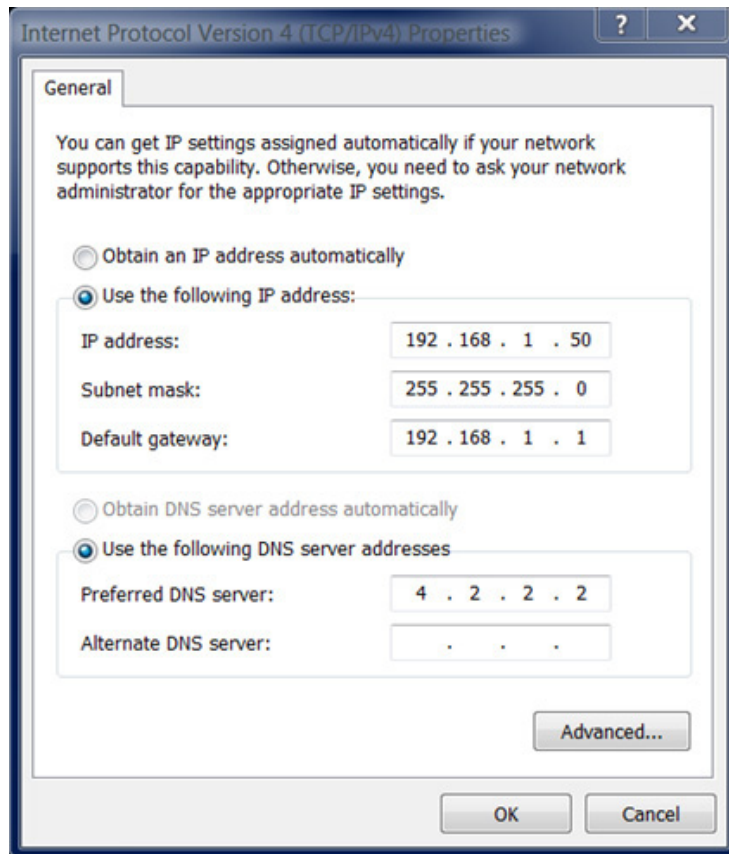 Internet Protocol Version 4 (TCP/IPv4) Properties
? X
General
You can get IP settings assigned automatically if your network
supports this capability. Otherwise, you need to ask your network
administrator for the appropriate IP settings.
Obtain an IP address automatically
Use the following IP address:
IP address: 192 . 168 . 1 . 50
Subnet mask: 255 . 255 . 255 . 0
Default gateway: 192 . 168 . 1 . 1
Obtain DNS server address automatically
Use the following DNS server addresses
Preferred DNS server: 4 . 2 . 2 . 2
Alternate DNS server: . . .
Advanced...
OK Cancel